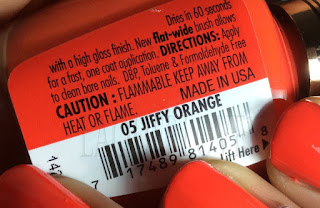 Dries in 60 seconds
with a high gloss finish. New flat-wide brush allows
for a fast, one coat application. DIRECTIONS: Apply
to clean bare nails. DBP, Toluene & Formaldehyde Free
CAUTION : FLAMMABLE KEEP AWAY FROM
HEAT OR FLAME. MADE IN USA
05 JIFFY ORANGE
7 17489 81405 8
Lift Here